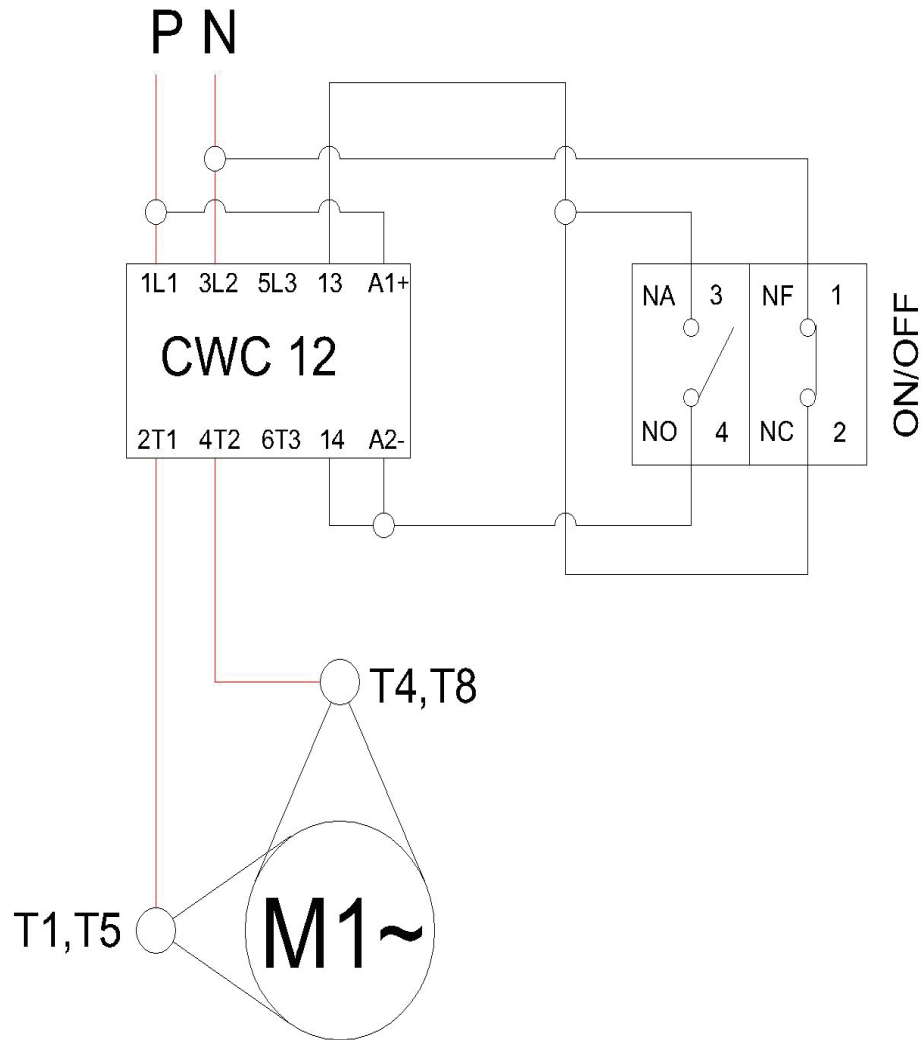 P N
1L1 3L2 5L3 13 A1+
CWC 12
2T1 4T2 6T3 14 A2-
NA 3 NF 1
NO 4 NC 2
ON/OFF
T4,T8
T1,T5
M1~